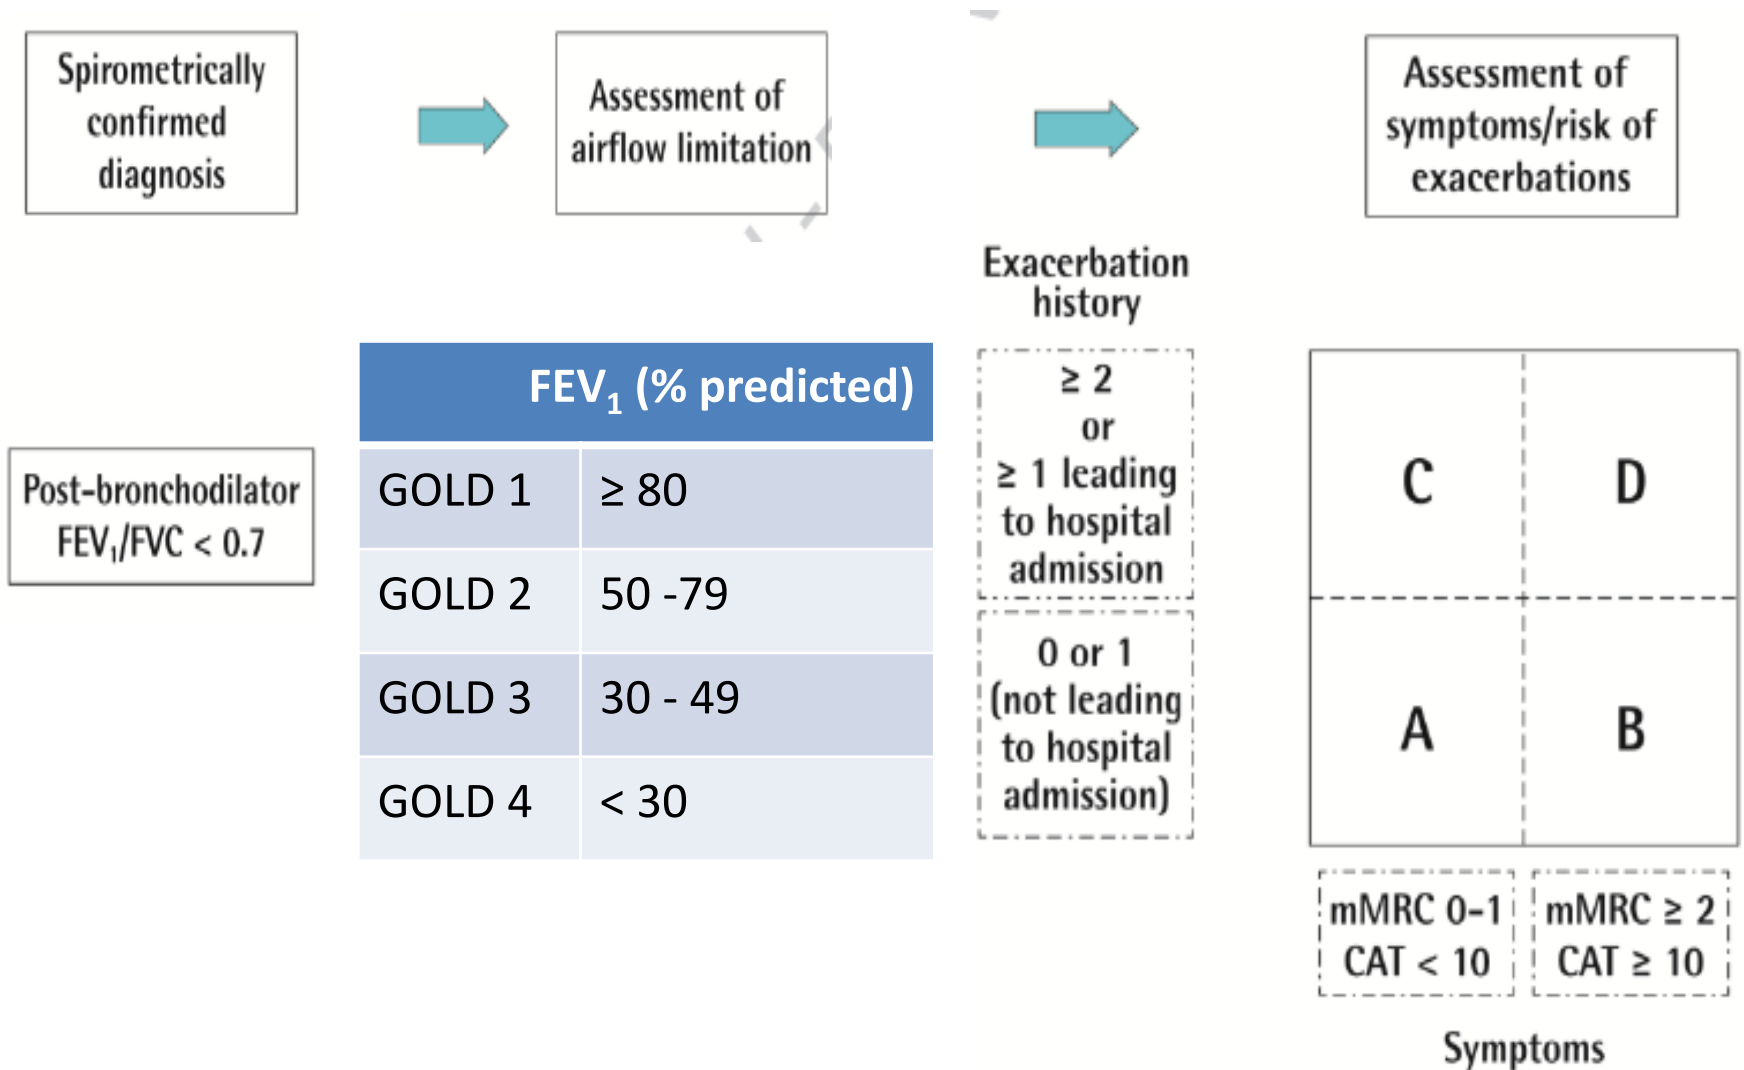 Spirometrically
confirmed
diagnosis
Assessment of
airflow limitation
Assessment of
symptoms/risk of
exacerbations
Post-bronchodilator
FEV₁/FVC < 0.7
FEV₁ (% predicted)
GOLD 1 ≥ 80
GOLD 2 50 -79
GOLD 3 30 - 49
GOLD 4 < 30
Exacerbation
history
≥ 2
or
≥ 1 leading
to hospital
admission
0 or 1
(not leading
to hospital
admission)
C D
A B
mMRC 0-1
CAT < 10
mMRC ≥ 2
CAT ≥ 10
Symptoms